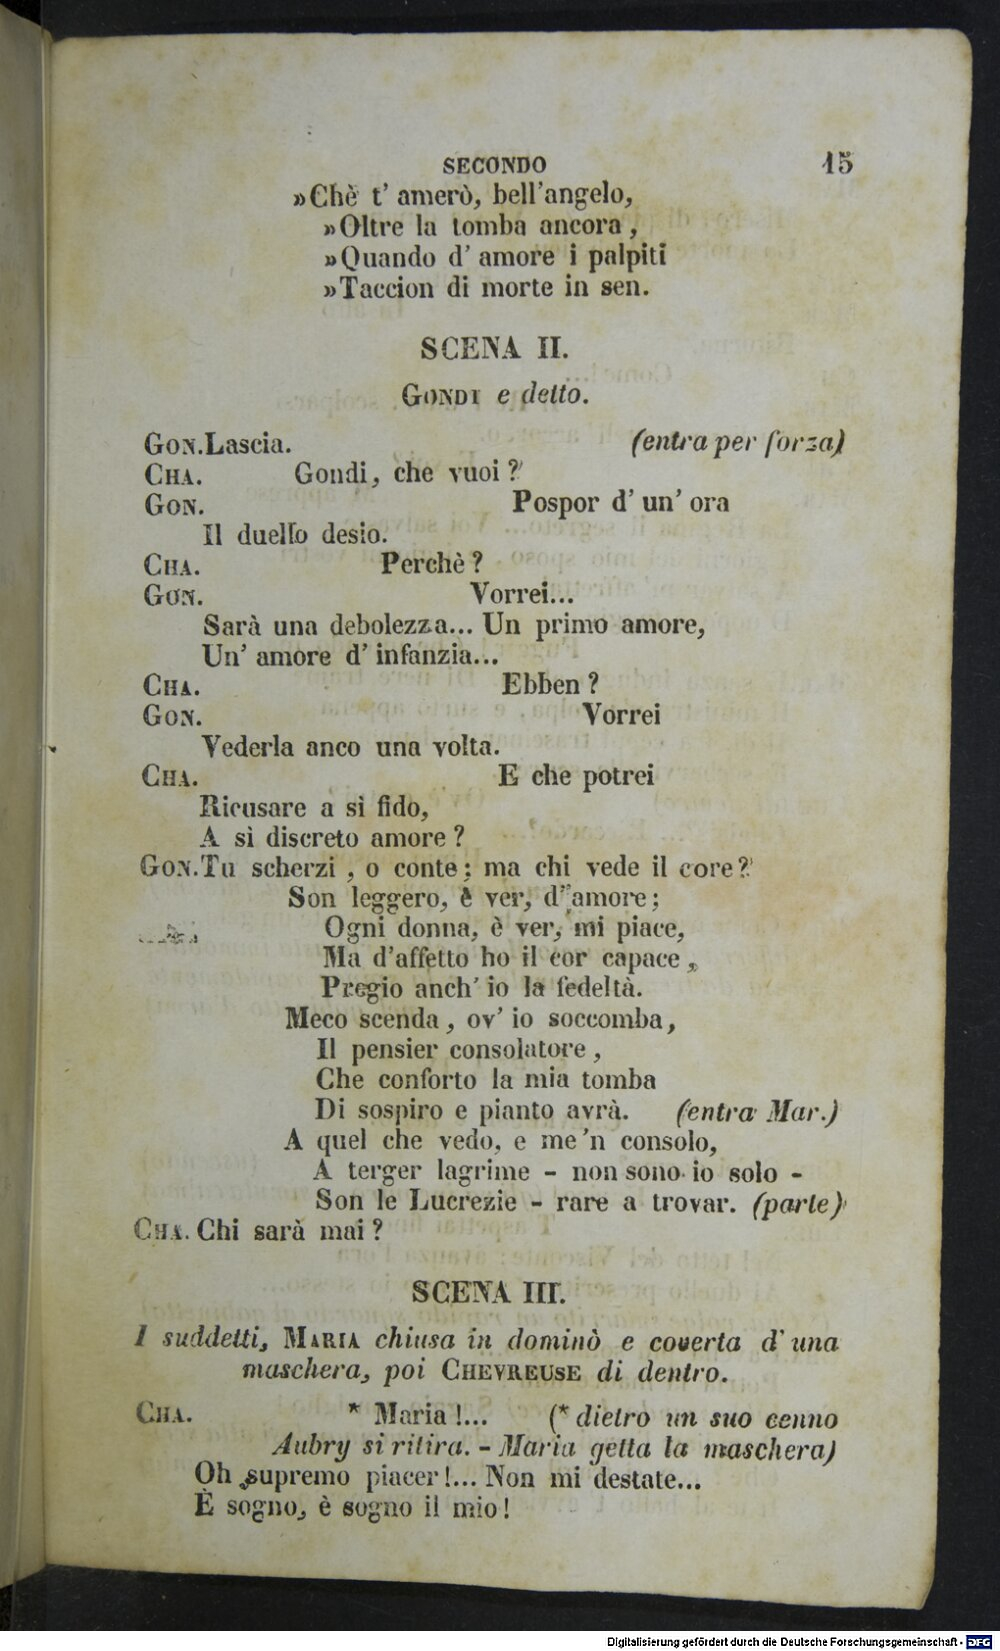 SECONDO 15
»Chè t' amerò, bell'angelo,
»Oltre la tomba ancora,
»Quando d' amore i palpiti
»Taccion di morte in sen.
SCENA II.
GONDI e detto.
GON. Lascia. (entra per forza)
CHA. Gondi, che vuoi?
GON. Pospor d' un' ora
Il duello desio.
CHA. Perchè?
GON. Vorrei...
Sarà una debolezza... Un primo amore,
Un' amore d' infanzia...
CHA. Ebben?
GON. Vorrei
Vederla anco una volta.
CHA. E che potrei
Ricusare a sì fido,
A sì discreto amore?
GON. Tu scherzi, o conte; ma chi vede il core?
Son leggero, è ver, d' amore;
Ogni donna, è ver, mi piace,
Ma d'affetto ho il cor capace,
Pregio anch' io la fedeltà.
Meco scenda, ov' io soccomba,
Il pensier consolatore,
Che conforto la mia tomba
Di sospiro e pianto avrà. (entra Mar.)
A quel che vedo, e me 'n consolo,
A terger lagrime - non sono io solo -
Son le Lucrezie - rare a trovar. (parte)
CHA. Chi sarà mai?
SCENA III.
I suddetti, MARIA chiusa in dominò e coverta d' una
maschera, poi CHEVREUSE di dentro.
CHA. * Maria!... (* dietro un suo cenno
Aubry si ritira. - Maria getta la maschera)
Oh supremo piacer!... Non mi destate...
È sogno, è sogno il mio!
Digitalisierung gefördert durch die Deutsche Forschungsgemeinschaft - DFG